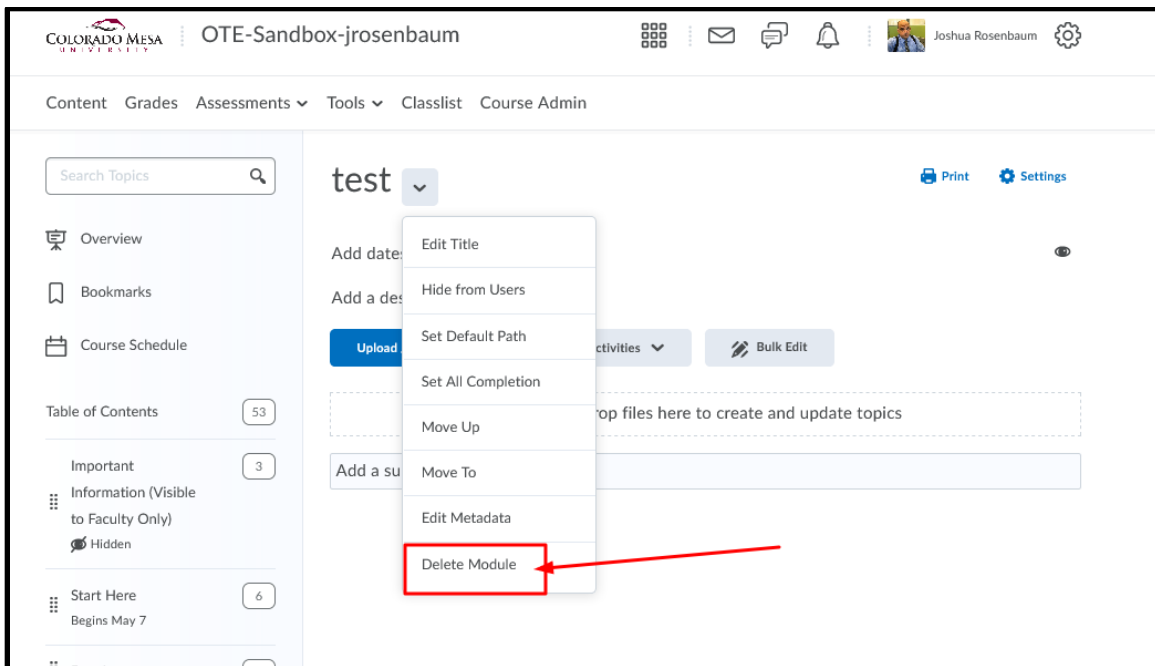 COLORADO MESA
UNIVERSITY
OTE-Sandbox-jrosenbaum
Joshua Rosenbaum
Content Grades Assessments Tools Classlist Course Admin
Search Topics
Overview
Bookmarks
Course Schedule
Table of Contents 53
Important 3
Information (Visible
to Faculty Only)
Hidden
Start Here 6
Begins May 7
test
Print Settings
Add dates
Add a des
Upload
ctivities
Bulk Edit
rop files here to create and update topics
Add a su
Edit Title
Hide from Users
Set Default Path
Set All Completion
Move Up
Move To
Edit Metadata
Delete Module